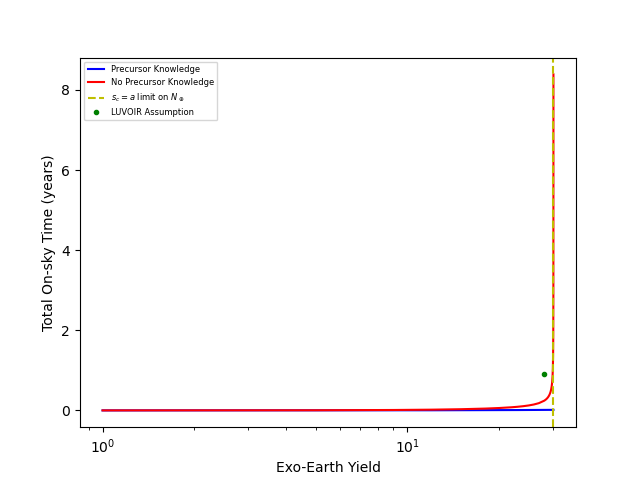 Precursor Knowledge
No Precursor Knowledge
$s_c = a$ limit on $N_\oplus$
LUVOIR Assumption
8
6
4
2
0
Total On-sky Time (years)
10⁰
10¹
Exo-Earth Yield